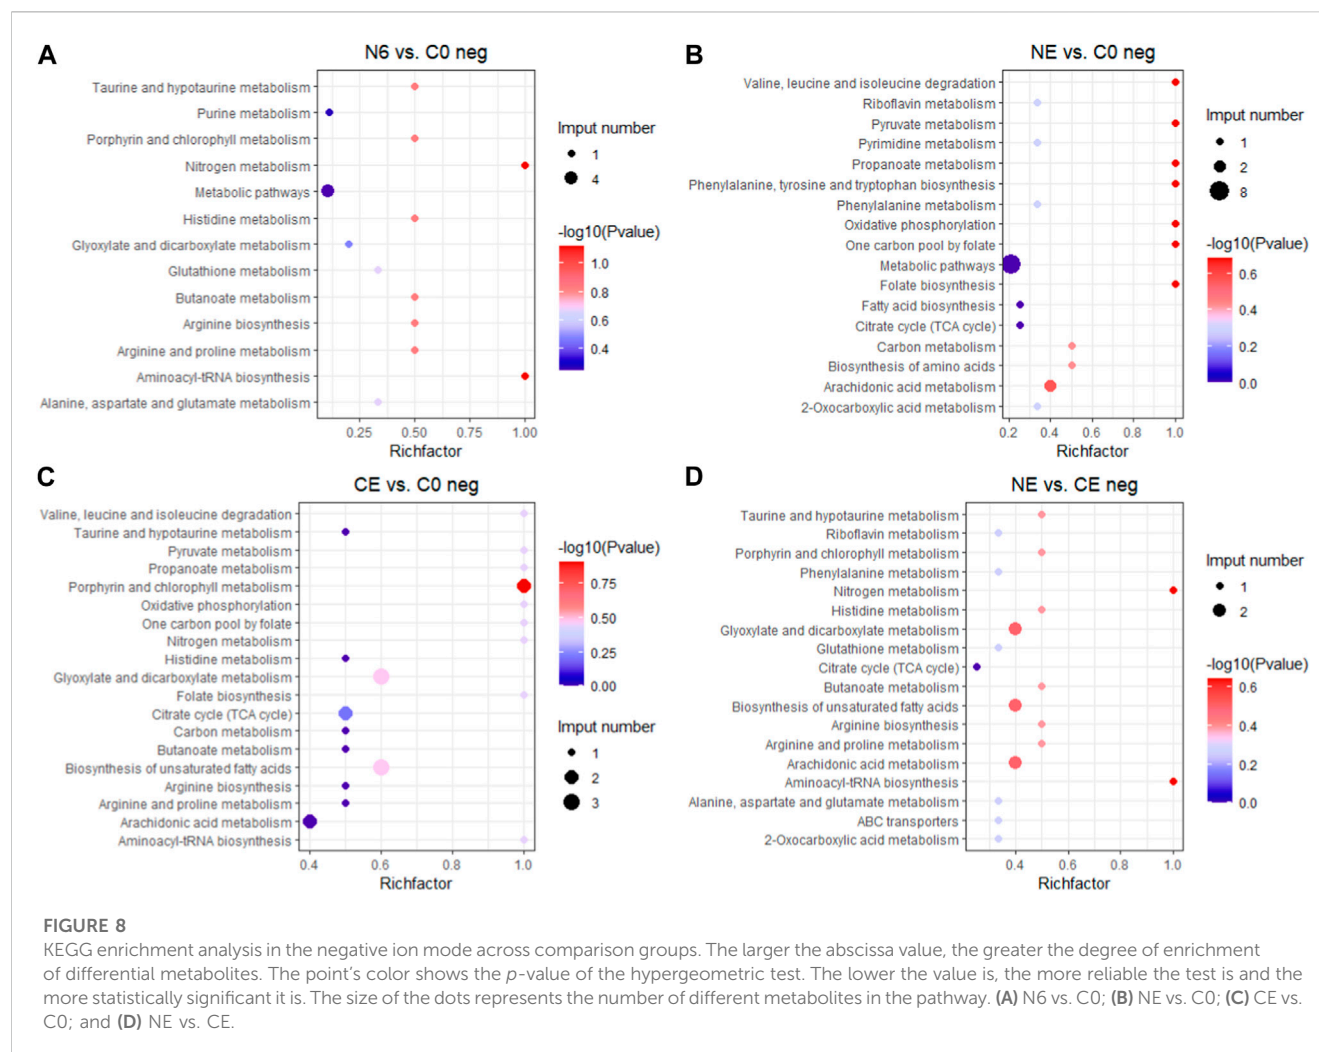 A
N6 vs. C0 neg
Taurine and hypotaurine metabolism
Purine metabolism
Porphyrin and chlorophyll metabolism
Nitrogen metabolism
Metabolic pathways
Histidine metabolism
Glyoxylate and dicarboxylate metabolism
Glutathione metabolism
Butanoate metabolism
Arginine biosynthesis
Arginine and proline metabolism
Aminoacyl-tRNA biosynthesis
Alanine, aspartate and glutamate metabolism
0.25 0.50 0.75 1.00
Richfactor
Imput number
1
4
-log10(Pvalue)
1.0
0.8
0.6
0.4
B
NE vs. C0 neg
Valine, leucine and isoleucine degradation
Riboflavin metabolism
Pyruvate metabolism
Pyrimidine metabolism
Propanoate metabolism
Phenylalanine, tyrosine and tryptophan biosynthesis
Phenylalanine metabolism
Oxidative phosphorylation
One carbon pool by folate
Metabolic pathways
Folate biosynthesis
Fatty acid biosynthesis
Citrate cycle (TCA cycle)
Carbon metabolism
Biosynthesis of amino acids
Arachidonic acid metabolism
2-Oxocarboxylic acid metabolism
0.2 0.4 0.6 0.8 1.0
Richfactor
Imput number
1
2
8
-log10(Pvalue)
0.6
0.4
0.2
0.0
C
CE vs. C0 neg
Valine, leucine and isoleucine degradation
Taurine and hypotaurine metabolism
Pyruvate metabolism
Propanoate metabolism
Porphyrin and chlorophyll metabolism
Oxidative phosphorylation
One carbon pool by folate
Nitrogen metabolism
Histidine metabolism
Glyoxylate and dicarboxylate metabolism
Folate biosynthesis
Citrate cycle (TCA cycle)
Carbon metabolism
Butanoate metabolism
Biosynthesis of unsaturated fatty acids
Arginine biosynthesis
Arginine and proline metabolism
Arachidonic acid metabolism
Aminoacyl-tRNA biosynthesis
0.4 0.6 0.8 1.0
Richfactor
-log10(Pvalue)
0.75
0.50
0.25
0.00
Imput number
1
2
3
D
NE vs. CE neg
Taurine and hypotaurine metabolism
Riboflavin metabolism
Porphyrin and chlorophyll metabolism
Phenylalanine metabolism
Nitrogen metabolism
Histidine metabolism
Glyoxylate and dicarboxylate metabolism
Glutathione metabolism
Citrate cycle (TCA cycle)
Butanoate metabolism
Biosynthesis of unsaturated fatty acids
Arginine biosynthesis
Arginine and proline metabolism
Arachidonic acid metabolism
Aminoacyl-tRNA biosynthesis
Alanine, aspartate and glutamate metabolism
ABC transporters
2-Oxocarboxylic acid metabolism
0.4 0.6 0.8 1.0
Richfactor
Imput number
1
2
-log10(Pvalue)
0.6
0.4
0.2
0.0
FIGURE 8
KEGG enrichment analysis in the negative ion mode across comparison groups. The larger the abscissa value, the greater the degree of enrichment
of differential metabolites. The point's color shows the p-value of the hypergeometric test. The lower the value is, the more reliable the test is and the
more statistically significant it is. The size of the dots represents the number of different metabolites in the pathway. (A) N6 vs. C0; (B) NE vs. C0; (C) CE vs.
C0; and (D) NE vs. CE.